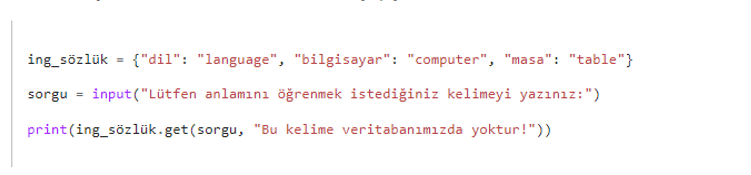 ing_sözlük = {"dil": "language", "bilgisayar": "computer", "masa": "table"}
sorgu = input("Lütfen anlamını öğrenmek istediğiniz kelimeyi yazınız:")
print(ing_sözlük.get(sorgu, "Bu kelime veritabanımızda yoktur!"))